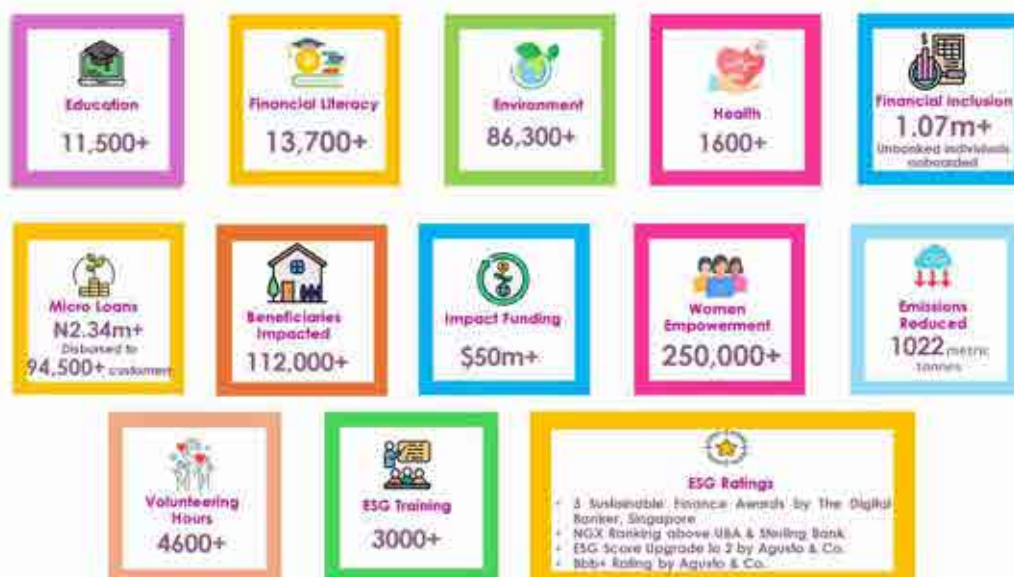 Education
11,500+
Financial Literacy
13,700+
Environment
86,300+
Health
1600+
Financial Inclusion
1.07m+
Unbanked individuals
onboarded
Micro Loans
N2.34m+
Disbursed to
94,500+ customers
Beneficiaries
Impacted
112,000+
Impact Funding
$50m+
Women
Empowerment
250,000+
Emissions
Reduced
1022 metric
tonnes
Volunteering
Hours
4600+
ESG Training
3000+
ESG Ratings
• 3 Sustainable Finance Awards by The Digital
Banker, Singapore
• NGX Ranking above UBA & Sterling Bank
• ESG Score Upgrade to 2 by Agusto & Co.
• Bbb+ Rating by Agusto & Co.